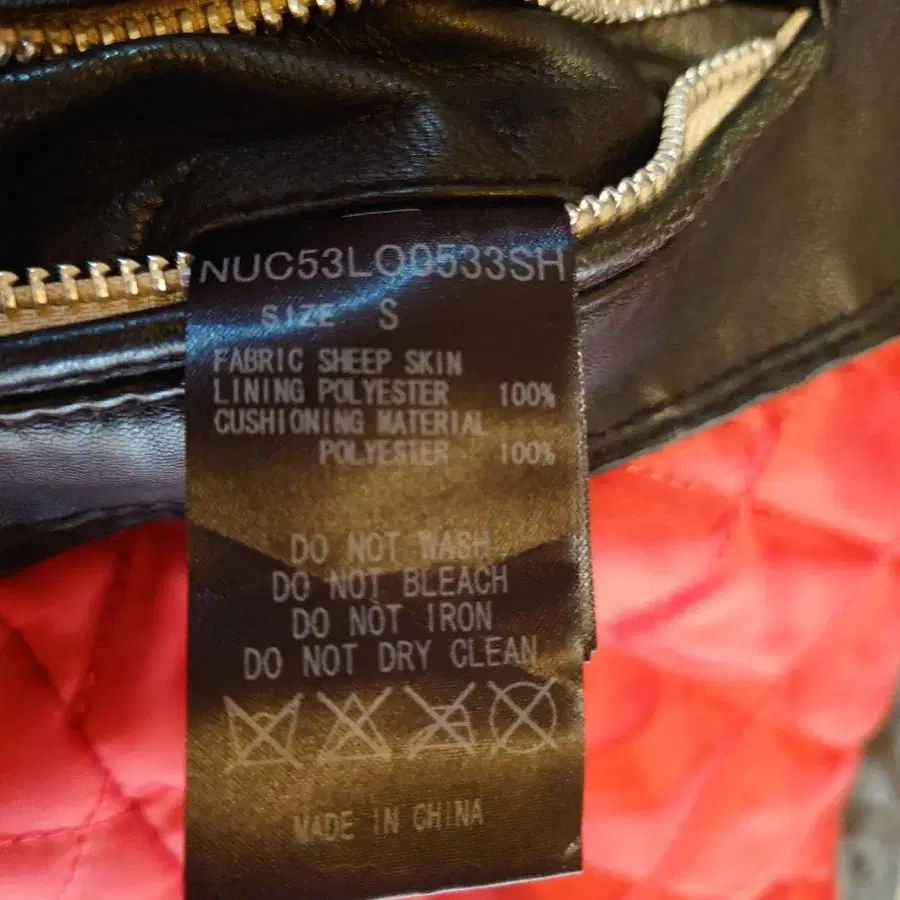 NUC53LO0533SH
SIZE S
FABRIC SHEEP SKIN
LINING POLYESTER 100%
CUSHIONING MATERIAL
POLYESTER 100%
DO NOT WASH
DO NOT BLEACH
DO NOT IRON
DO NOT DRY CLEAN
MADE IN CHINA